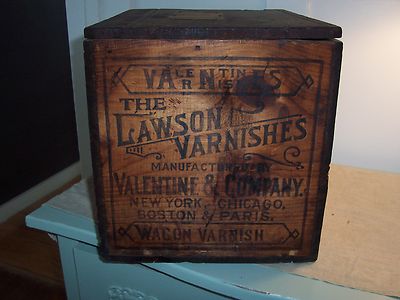 VALENTINE'S
VARNISHES
THE
LAWSON
VARNISHES
MANUFACTURED BY
VALENTINE & COMPANY.
NEW YORK, CHICAGO,
BOSTON & PARIS.
WAGON VARNISH